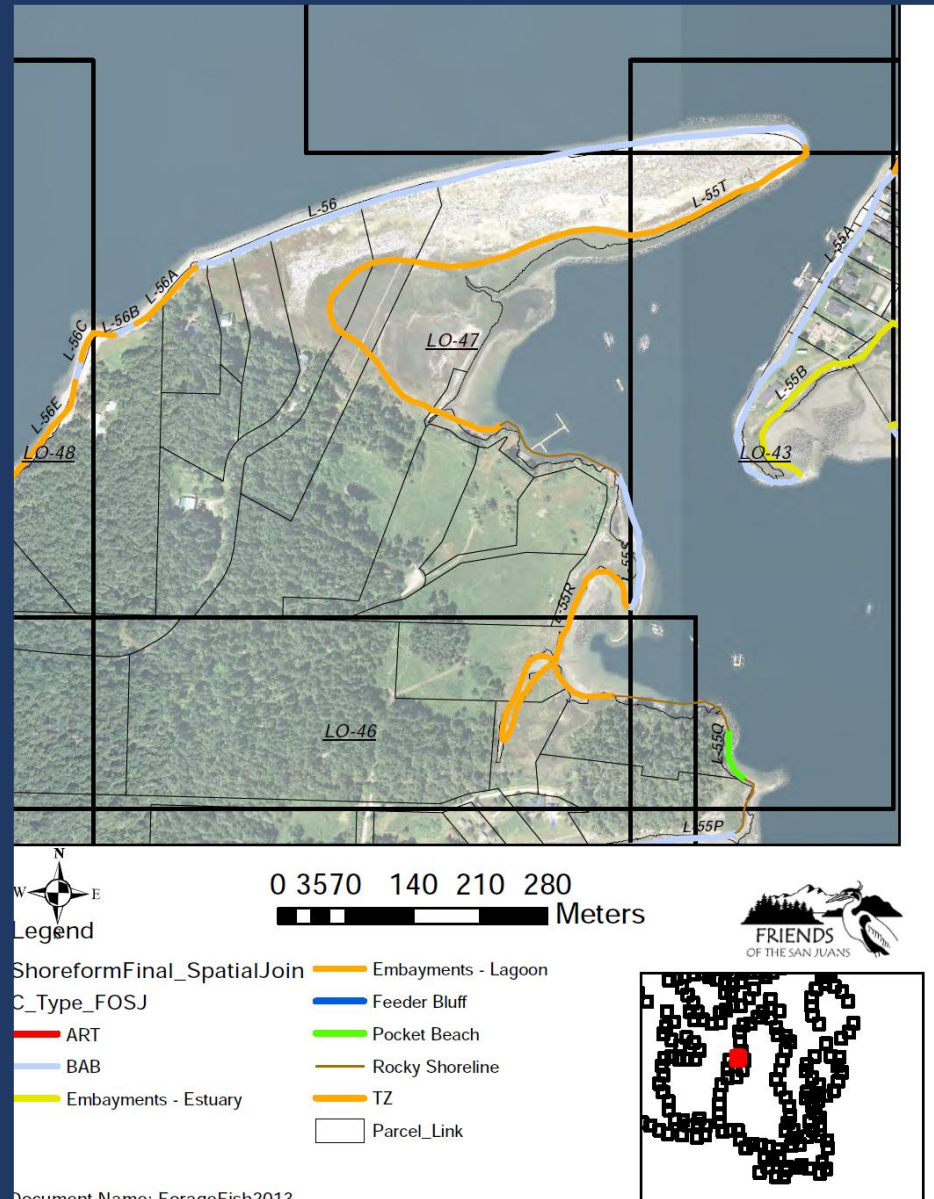 L-55T
L-56
L-55A
L-56A
L-56B
L-56C
LO-47
L-55B
L-56E
LO-48
LO-43
L-55S
L-55R
LO-46
L-55Q
L-55P
N
W E
S
0 3570 140 210 280
Meters
FRIENDS
OF THE SAN JUANS
Legend
ShoreformFinal_SpatialJoin
C_Type_FOSJ
ART
BAB
Embayments - Estuary
Embayments - Lagoon
Feeder Bluff
Pocket Beach
Rocky Shoreline
TZ
Parcel_Link
Document Name: ForageFish2013